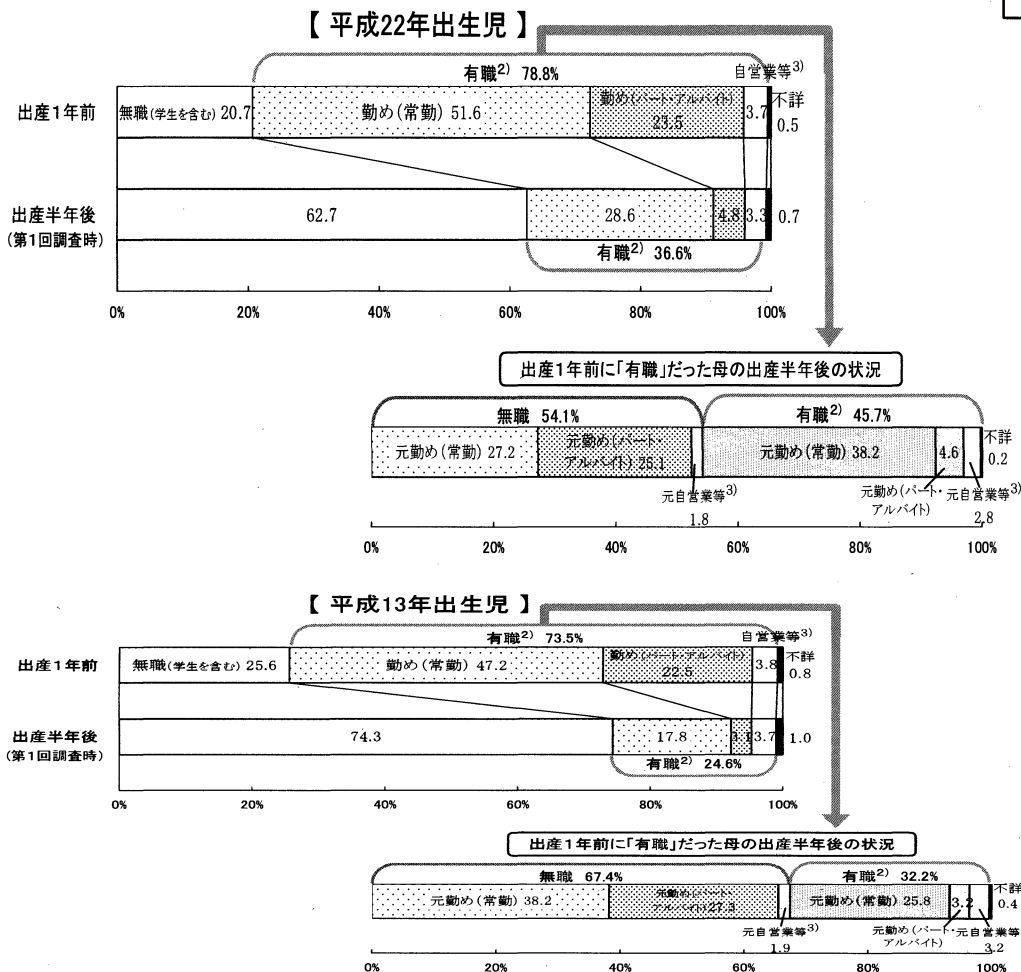 【 平成22年出生児 】
有職2) 78.8%
自営業等3)
出産1年前
無職(学生を含む) 20.7
勤め(常勤) 51.6
勤め(パート・アルバイト)
23.5
3.7
不詳
0.5
出産半年後
(第1回調査時)
62.7
28.6
4.8
3.3
0.7
有職2) 36.6%
0% 20% 40% 60% 80% 100%
出産1年前に「有職」だった母の出産半年後の状況
無職 54.1%
有職2) 45.7%
元勤め(常勤) 27.2
元勤め(パート・
アルバイト) 25.1
元勤め(常勤) 38.2
4.6
不詳
0.2
元自営業等3)
1.8
元勤め(パート・
アルバイト)
元自営業等3)
2.8
0% 20% 40% 60% 80% 100%
【 平成13年出生児 】
有職2) 73.5%
自営業等3)
出産1年前
無職(学生を含む) 25.6
勤め(常勤) 47.2
勤め(パート・アルバイト)
22.5
3.8
不詳
0.8
出産半年後
(第1回調査時)
74.3
17.8
3.1
3.7
1.0
有職2) 24.6%
0% 20% 40% 60% 80% 100%
出産1年前に「有職」だった母の出産半年後の状況
無職 67.4%
有職2) 32.2%
元勤め(常勤) 38.2
元勤め(パート・
アルバイト) 27.3
元勤め(常勤) 25.8
3.2
不詳
0.4
元自営業等3)
1.9
元勤め(パート・
アルバイト)
元自営業等
3.2
0% 20% 40% 60% 80% 100%